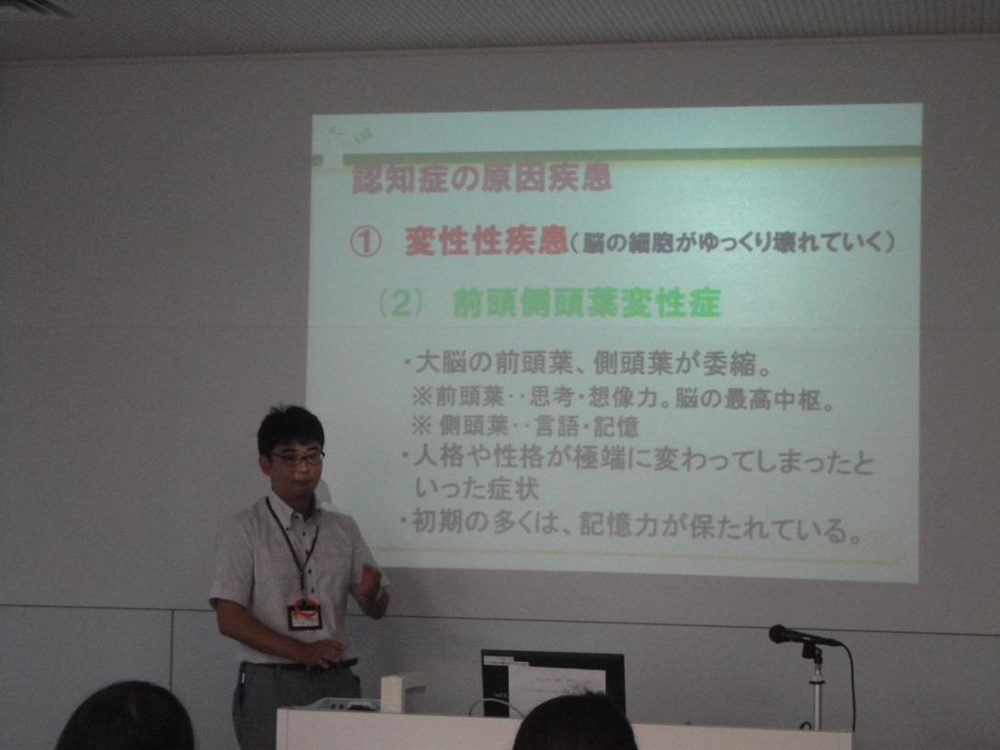 認知症の原因疾患
① 変性性疾患（脳の細胞がゆっくり壊れていく）
（2） 前頭側頭葉変性症
・大脳の前頭葉、側頭葉が委縮。
※前頭葉‥思考・想像力。脳の最高中枢。
※ 側頭葉‥言語・記憶
・人格や性格が極端に変わってしまったと
いった症状
・初期の多くは、記憶力が保たれている。